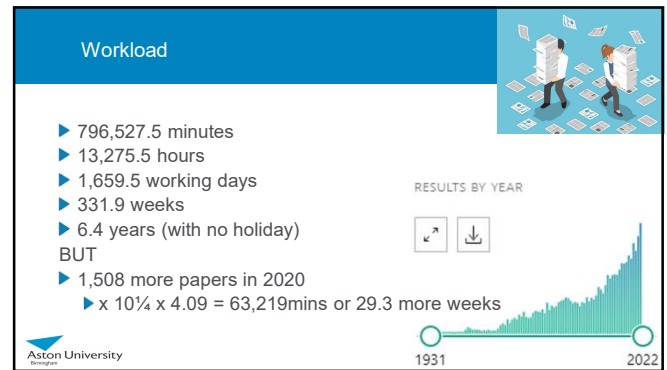 Workload
▶ 796,527.5 minutes
▶ 13,275.5 hours
▶ 1,659.5 working days
▶ 331.9 weeks
▶ 6.4 years (with no holiday)
BUT
▶ 1,508 more papers in 2020
▶ x 10¼ x 4.09 = 63,219mins or 29.3 more weeks
RESULTS BY YEAR
1931
2022
Aston University
Birmingham